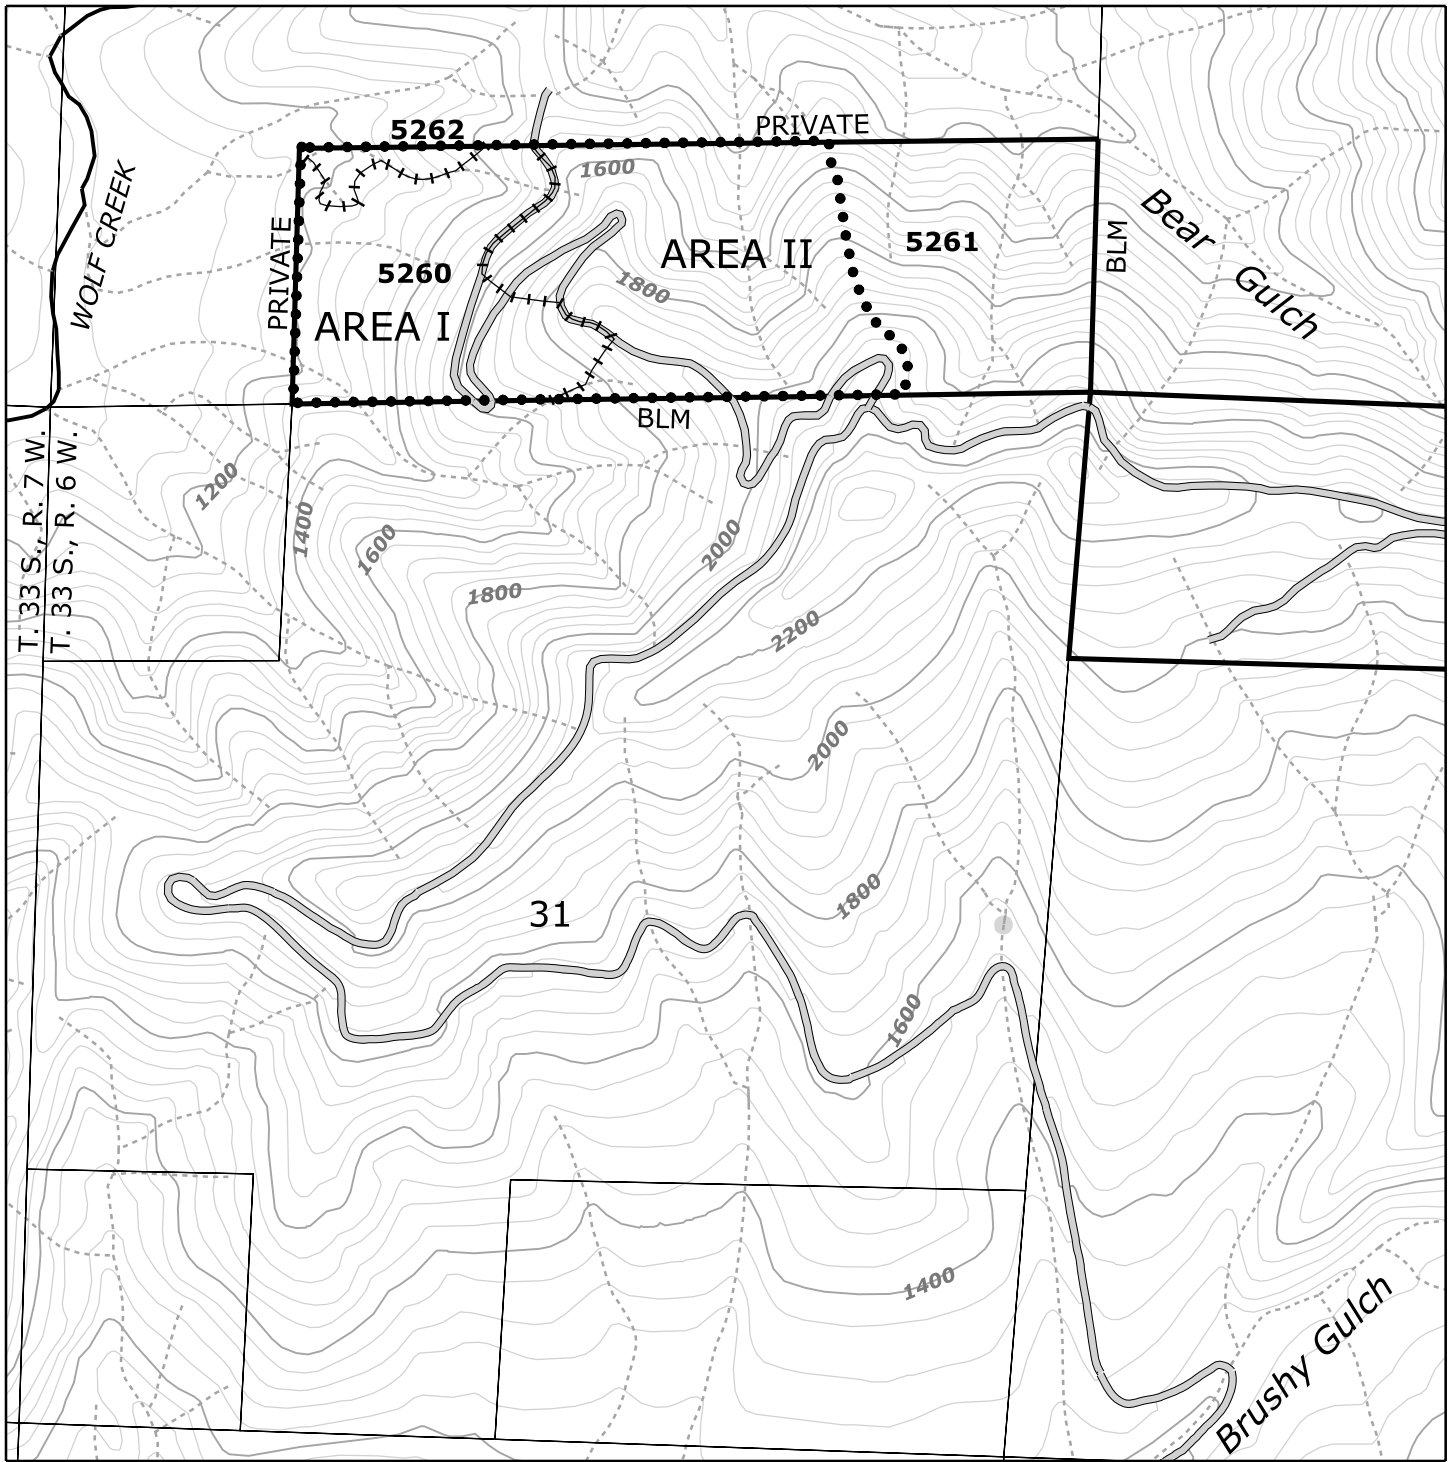 PRIVATE
5262
1600
WOLF CREEK
PRIVATE
5260
AREA I
AREA II
5261
1800
BLM
Bear
Gulch
BLM
T. 33 S., R. 7 W.
T. 33 S., R. 6 W.
1200
1400
1600
1800
2000
2200
2000
1800
31
1600
1400
Brushy Gulch